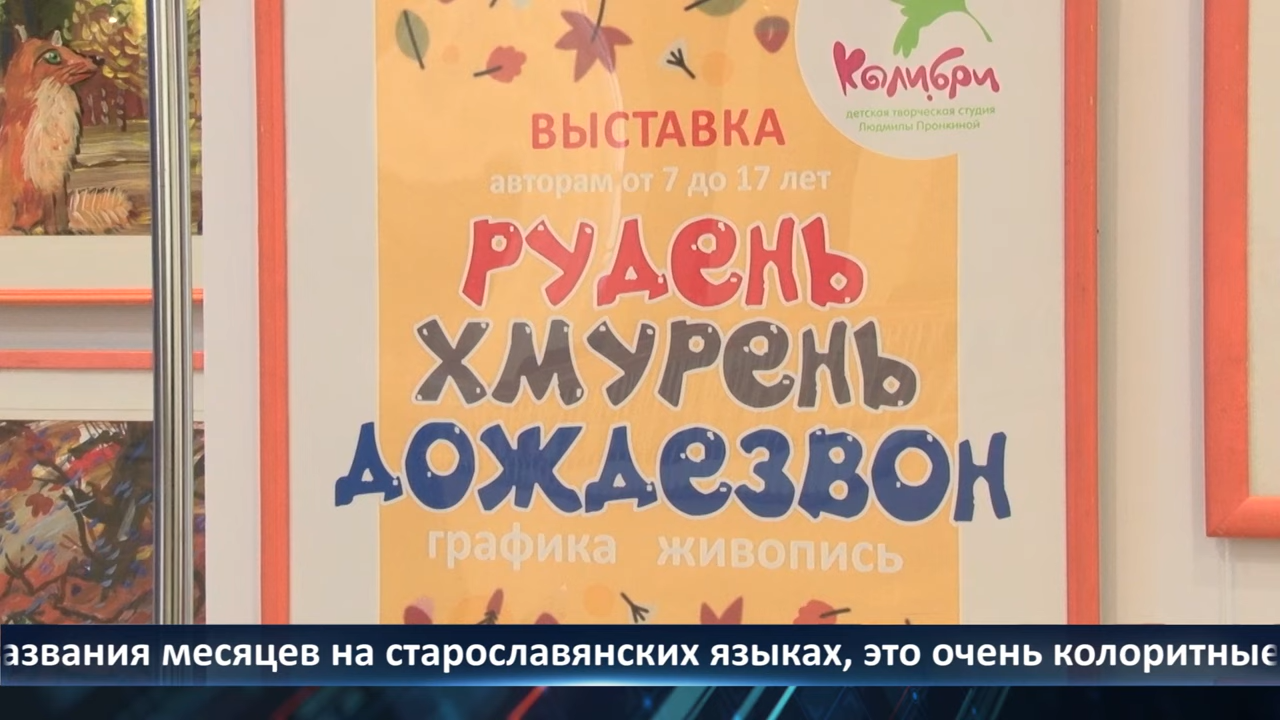 Колибри
детская творческая студия
Людмилы Пронкиной
ВЫСТАВКА
авторам от 7 до 17 лет
РУДЕНЬ
ХМУРЕНЬ
ДОЖДЕЗВОН
графика живопись
азвания месяцев на старославянских языках, это очень колоритные